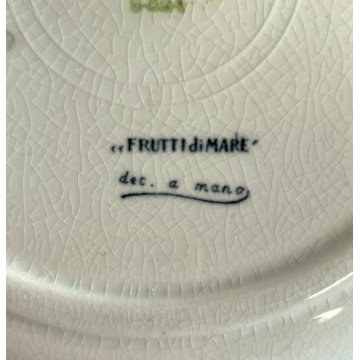 „FRUTTI di MARE"
dec. a mano